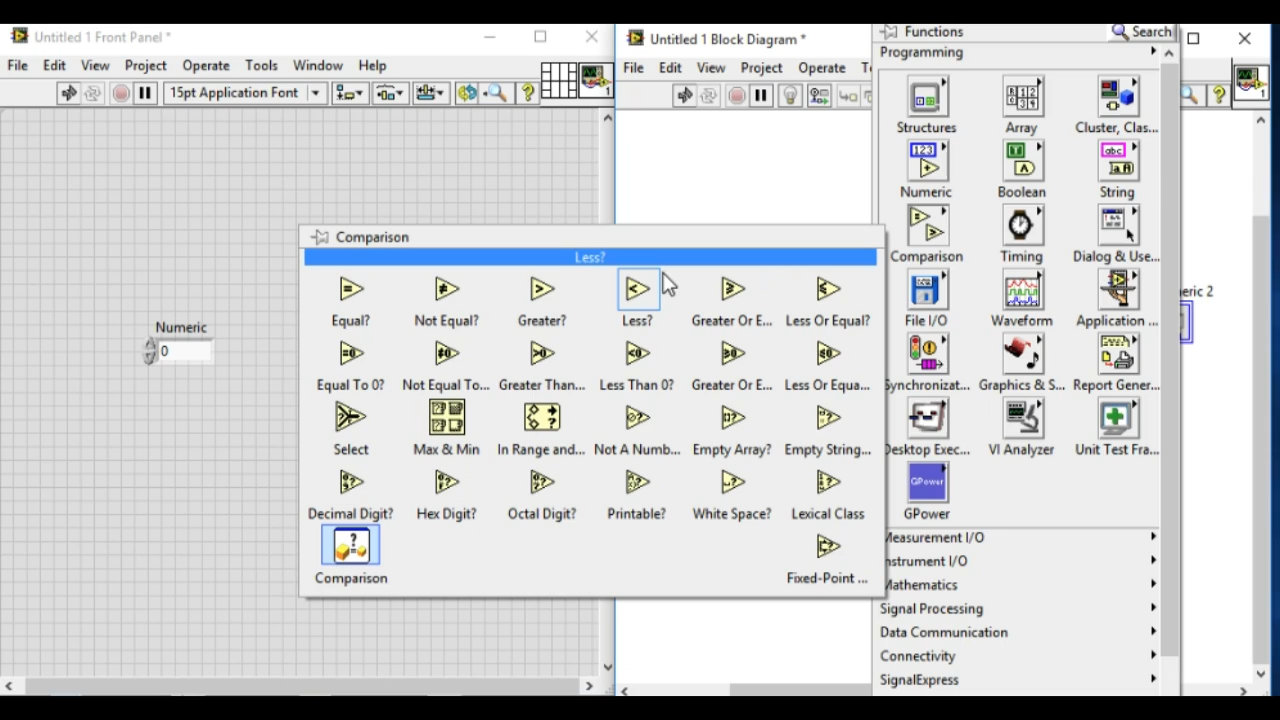 Untitled 1 Front Panel *
File Edit View Project Operate Tools Window Help
15pt Application Font
Numeric
0
Untitled 1 Block Diagram *
File Edit View Project Operate
eric 2
Functions Search
Programming
Structures Array Cluster, Clas...
Numeric Boolean String
Comparison Timing Dialog & Use...
File I/O Waveform Application ...
Synchronizat... Graphics & S... Report Gener...
Desktop Exec... VI Analyzer Unit Test Fra...
GPower
GPower
Measurement I/O
Instrument I/O
Mathematics
Signal Processing
Data Communication
Connectivity
SignalExpress
Comparison
Less?
Equal? Not Equal? Greater? Less? Greater Or E... Less Or Equal?
Equal To 0? Not Equal To... Greater Than... Less Than 0? Greater Or E... Less Or Equa...
Select Max & Min In Range and... Not A Numb... Empty Array? Empty String...
Decimal Digit? Hex Digit? Octal Digit? Printable? White Space? Lexical Class
Comparison Fixed-Point ...